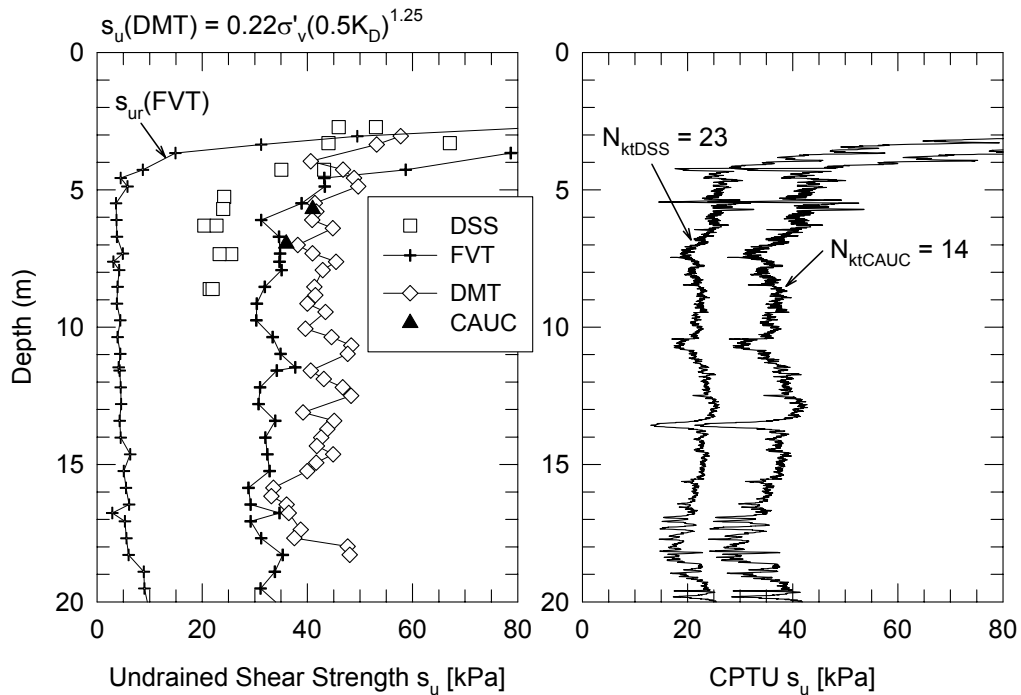 s_u(DMT) = 0.22σ'_v(0.5K_D)^1.25
s_ur(FVT)
N_ktDSS = 23
N_ktCAUC = 14
DSS
FVT
DMT
CAUC
Depth (m)
0
5
10
15
20
0 20 40 60 80
Undrained Shear Strength s_u [kPa]
0
5
10
15
20
0 20 40 60 80
CPTU s_u [kPa]